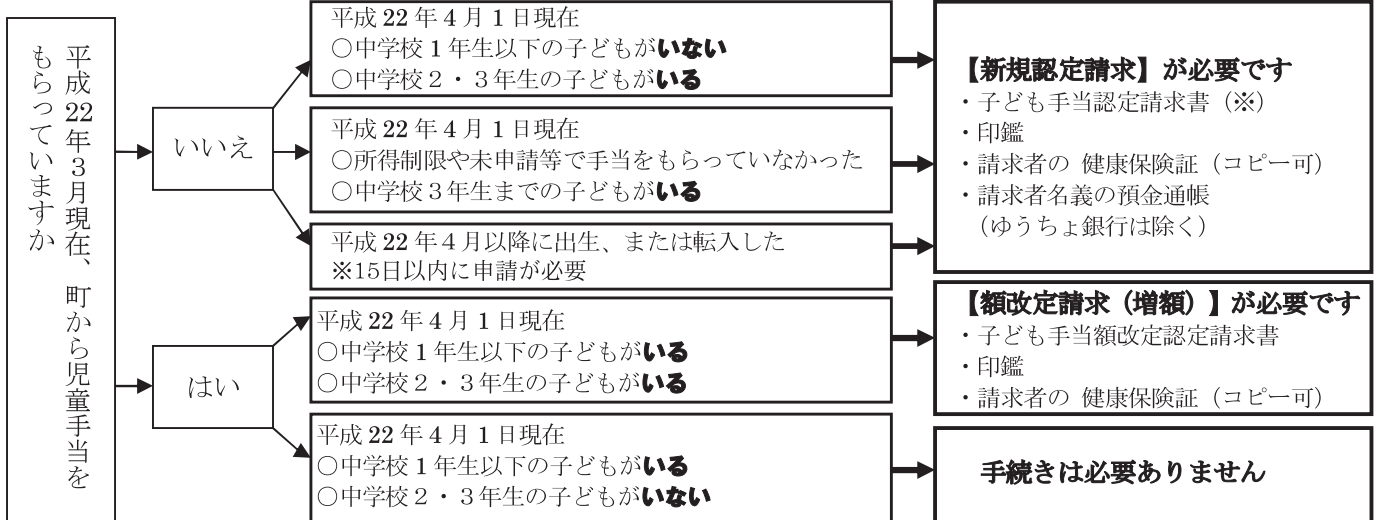 平成22年3月現在、町から児童手当を
もらっていますか
いいえ
平成 22 年 4 月 1 日現在
○中学校 1 年生以下の子どもがいない
○中学校２・３年生の子どもがいる
平成 22 年 4 月 1 日現在
○所得制限や未申請等で手当をもらっていなかった
○中学校３年生までの子どもがいる
平成 22 年４月以降に出生、または転入した
※15日以内に申請が必要
【新規認定請求】が必要です
・子ども手当認定請求書（※）
・印鑑
・請求者の 健康保険証（コピー可）
・請求者名義の預金通帳
（ゆうちょ銀行は除く）
はい
平成 22 年 4 月 1 日現在
○中学校 1 年生以下の子どもがいる
○中学校２・３年生の子どもがいる
【額改定請求（増額）】が必要です
・子ども手当額改定認定請求書
・印鑑
・請求者の 健康保険証（コピー可）
平成 22 年 4 月 1 日現在
○中学校 1 年生以下の子どもがいる
○中学校２・３年生の子どもがいない
手続きは必要ありません